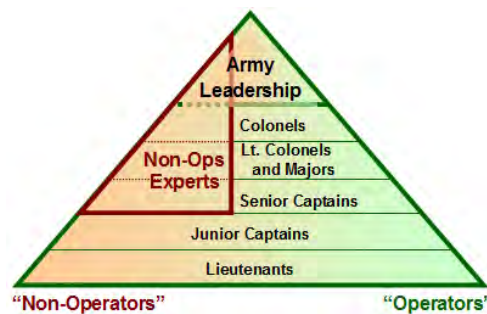 Army
Leadership
Colonels
Non-Ops
Experts
Lt. Colonels
and Majors
Senior Captains
Junior Captains
Lieutenants
“Non-Operators”
“Operators”